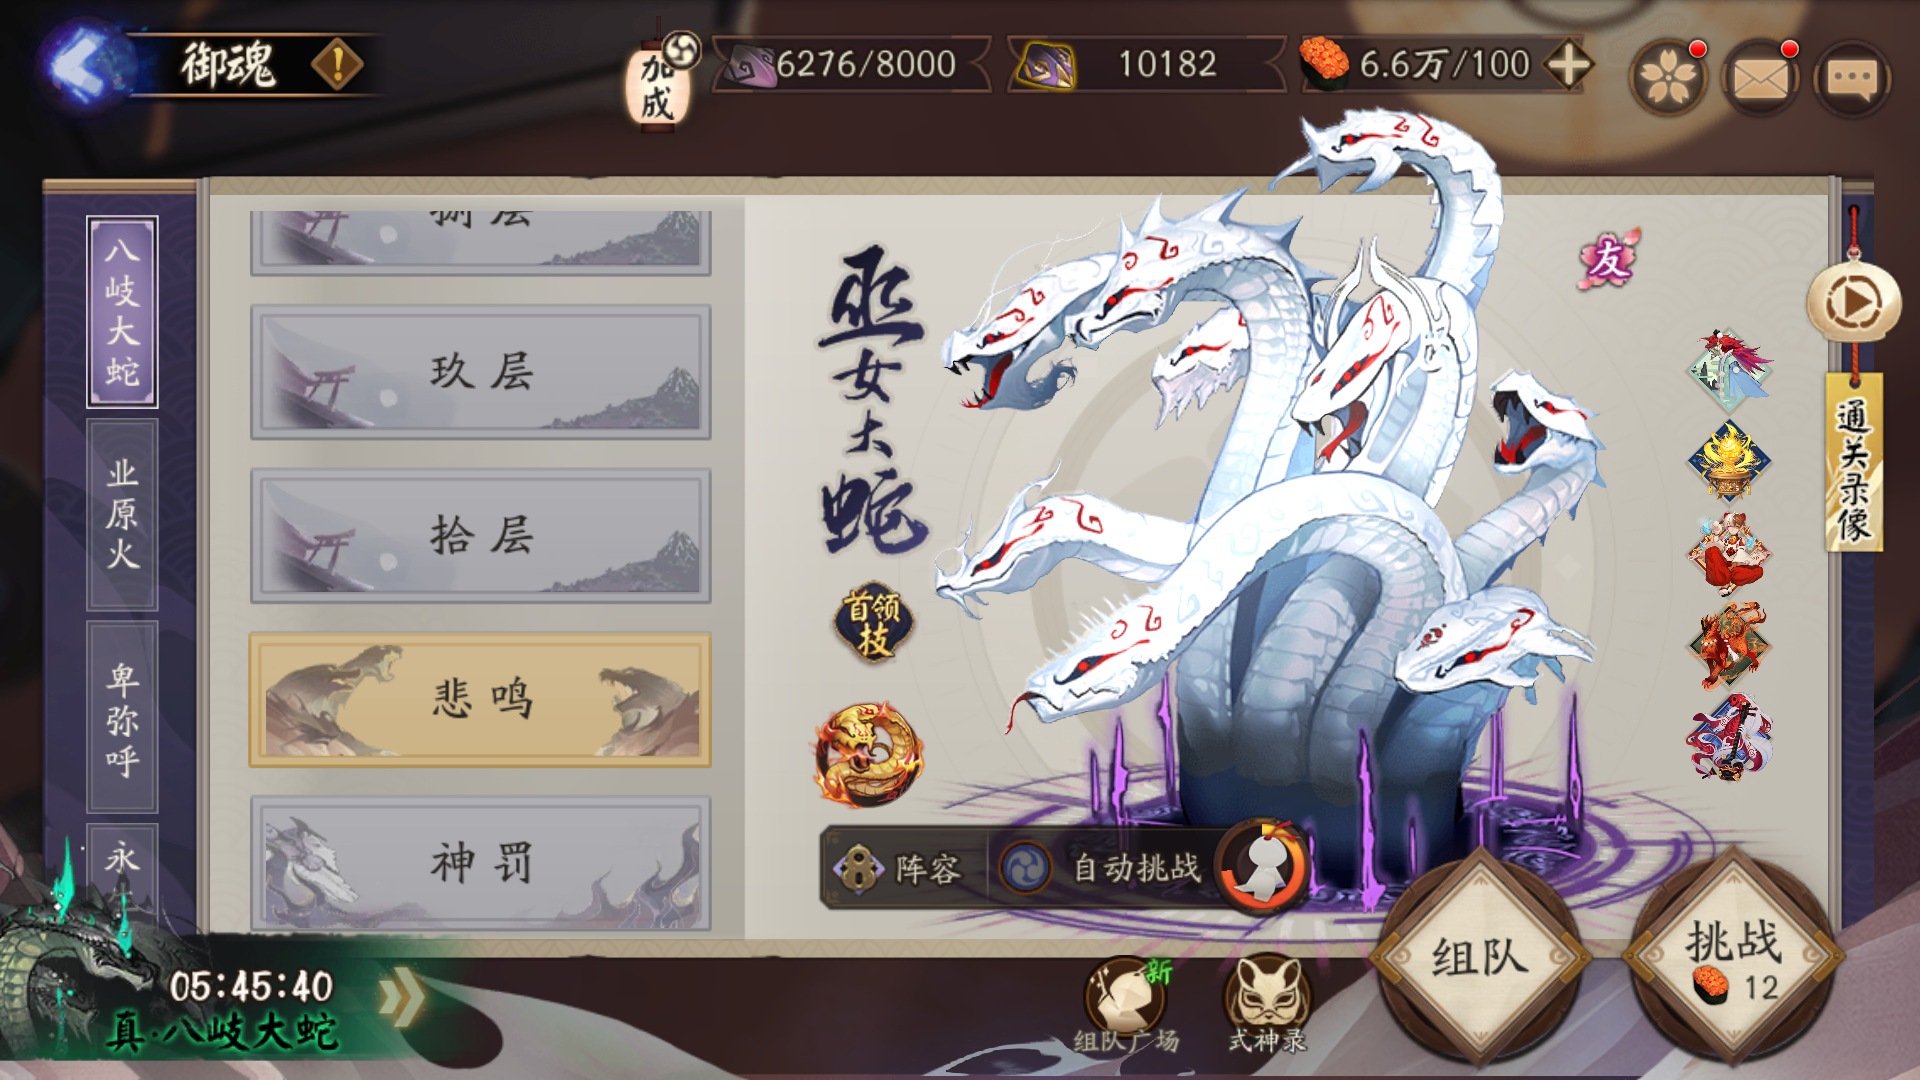 御魂
加成
6276/8000
10182
6.6万/100
八岐大蛇
业原火
卑弥呼
永
捌层
玖层
拾层
悲鸣
神罚
巫女大蛇
首领技
友
通关录像
阵容
自动挑战
组队
挑战
12
新
组队广场
式神录
05:45:40
真·八岐大蛇